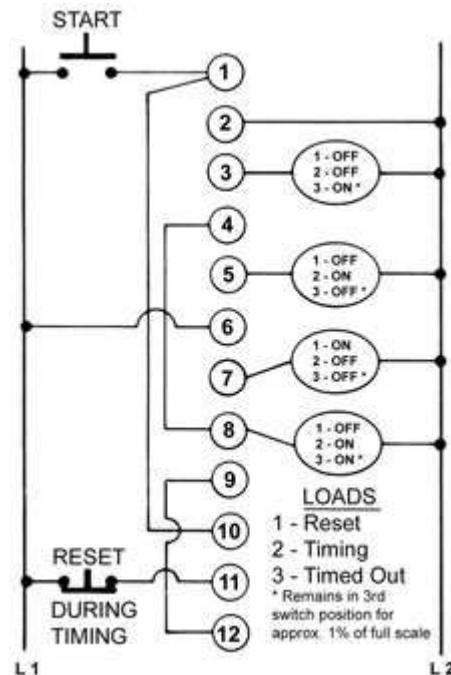 START
1
2
3
1 - OFF
2 - OFF
3 - ON *
4
5
1 - OFF
2 - ON
3 - OFF *
6
7
1 - ON
2 - OFF
3 - OFF *
8
1 - OFF
2 - ON
3 - ON *
9
10
11
12
RESET
DURING
TIMING
LOADS
1 - Reset
2 - Timing
3 - Timed Out
* Remains in 3rd
switch position for
approx. 1% of full scale
L 1
L 2